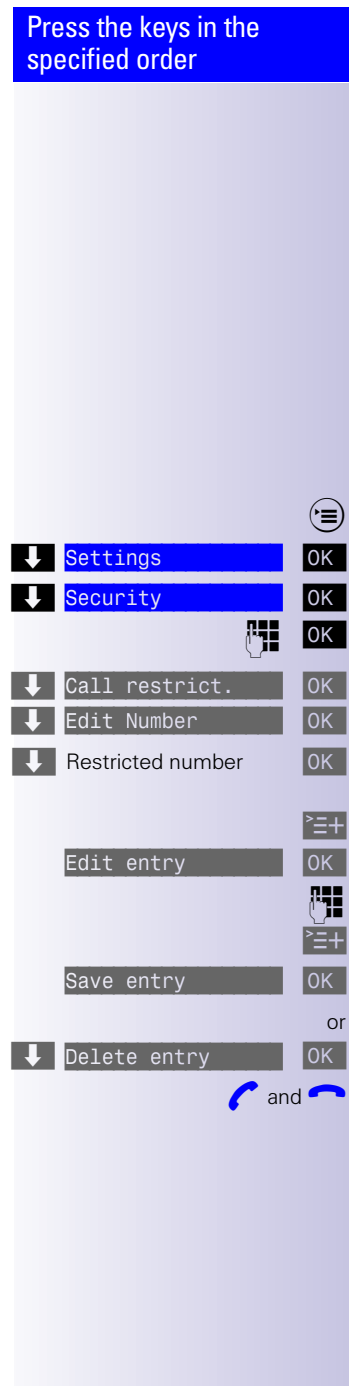 Press the keys in the
specified order
Settings OK
Security OK
OK
Call restrict. OK
Edit Number OK
Restricted number OK
Edit entry OK
Save entry OK
or
Delete entry OK
and